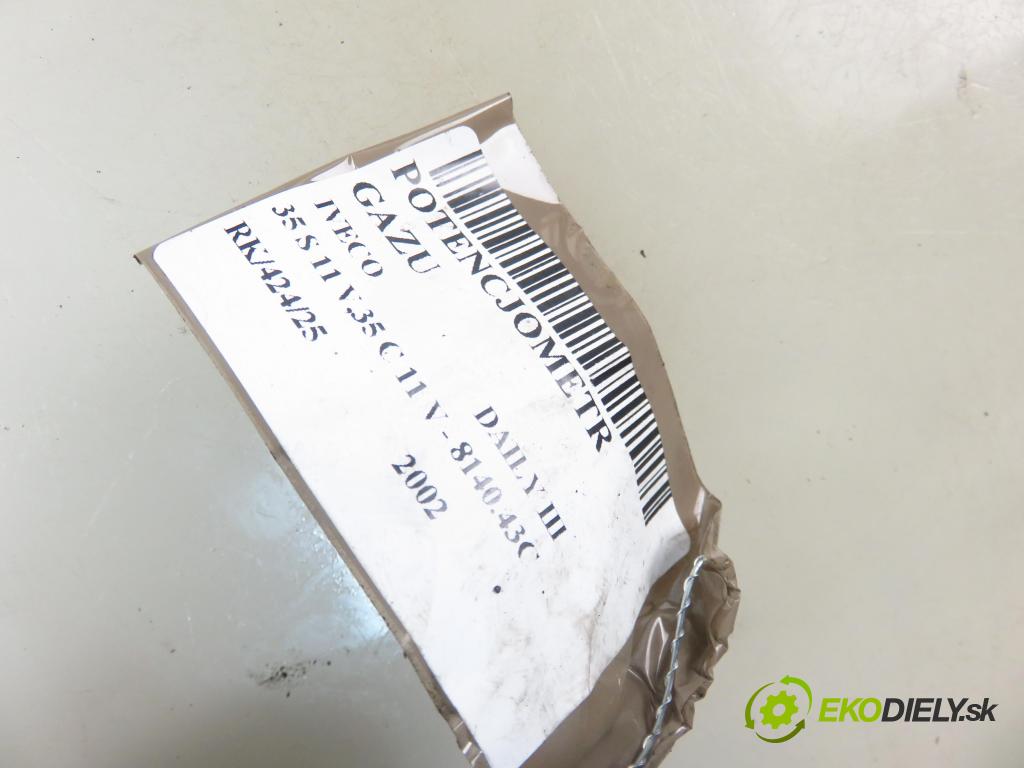 POTENCJOMETR
GAZU
IVECO DAILY III
35 S 11 V,35 C 11 V - 8140.43C
RK/424/25 2002
EKODIELY.sk